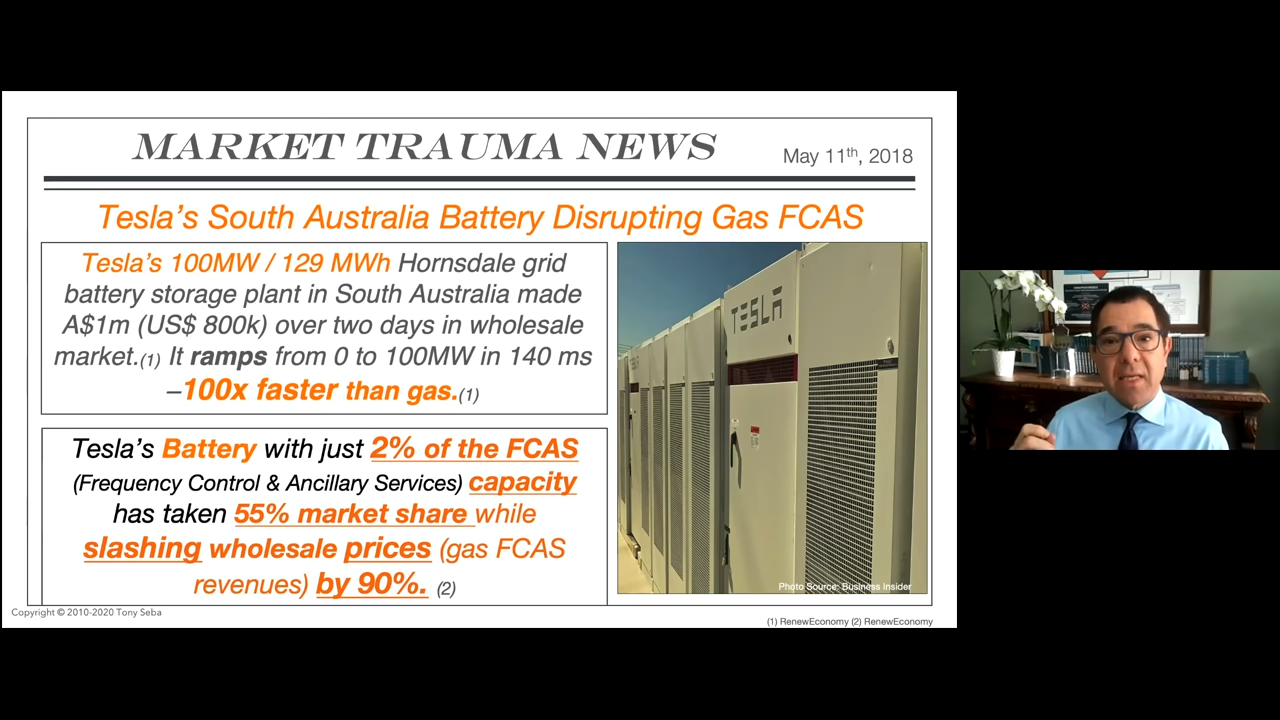 MARKET TRAUMA NEWS
May 11th, 2018
Tesla's South Australia Battery Disrupting Gas FCAS
Tesla's 100MW / 129 MWh Hornsdale grid
battery storage plant in South Australia made
A$1m (US$ 800k) over two days in wholesale
market.(1) It ramps from 0 to 100MW in 140 ms
–100x faster than gas.(1)
Tesla's Battery with just 2% of the FCAS
(Frequency Control & Ancillary Services) capacity
has taken 55% market share while
slashing wholesale prices (gas FCAS
revenues) by 90%. (2)
TESLA
Photo Source: Business Insider
Copyright © 2010-2020 Tony Seba
(1) RenewEconomy (2) RenewEconomy